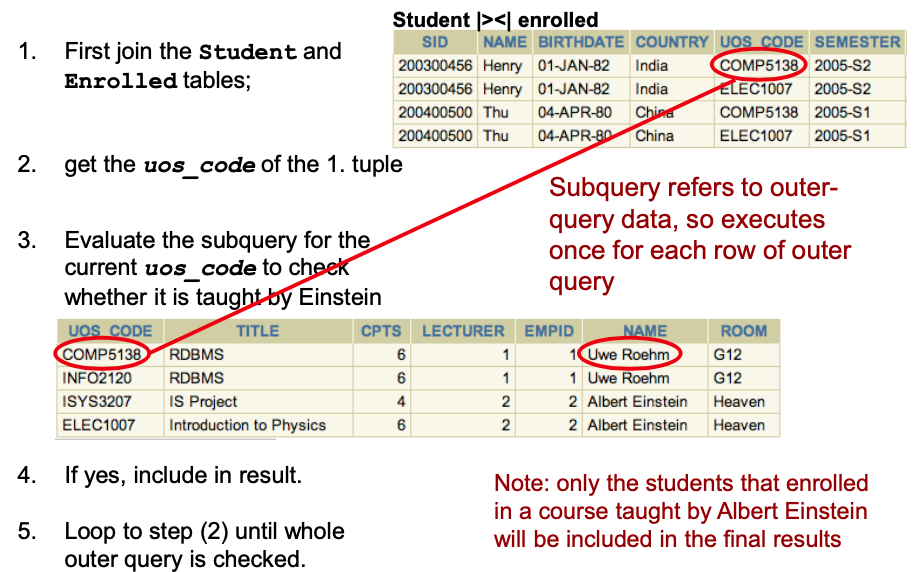 Student |><| enrolled
SID NAME BIRTHDATE COUNTRY UOS_CODE SEMESTER
200300456 Henry 01-JAN-82 India COMP5138 2005-S2
200300456 Henry 01-JAN-82 India ELEC1007 2005-S2
200400500 Thu 04-APR-80 China COMP5138 2005-S1
200400500 Thu 04-APR-80 China ELEC1007 2005-S1
1. First join the Student and
Enrolled tables;
2. get the uos_code of the 1. tuple
Subquery refers to outer-
query data, so executes
once for each row of outer
query
3. Evaluate the subquery for the
current uos_code to check
whether it is taught by Einstein
UOS_CODE TITLE CPTS LECTURER EMPID NAME ROOM
COMP5138 RDBMS 6 1 1 Uwe Roehm G12
INFO2120 RDBMS 6 1 1 Uwe Roehm G12
ISYS3207 IS Project 4 2 2 Albert Einstein Heaven
ELEC1007 Introduction to Physics 6 2 2 Albert Einstein Heaven
4. If yes, include in result.
5. Loop to step (2) until whole
outer query is checked.
Note: only the students that enrolled
in a course taught by Albert Einstein
will be included in the final results